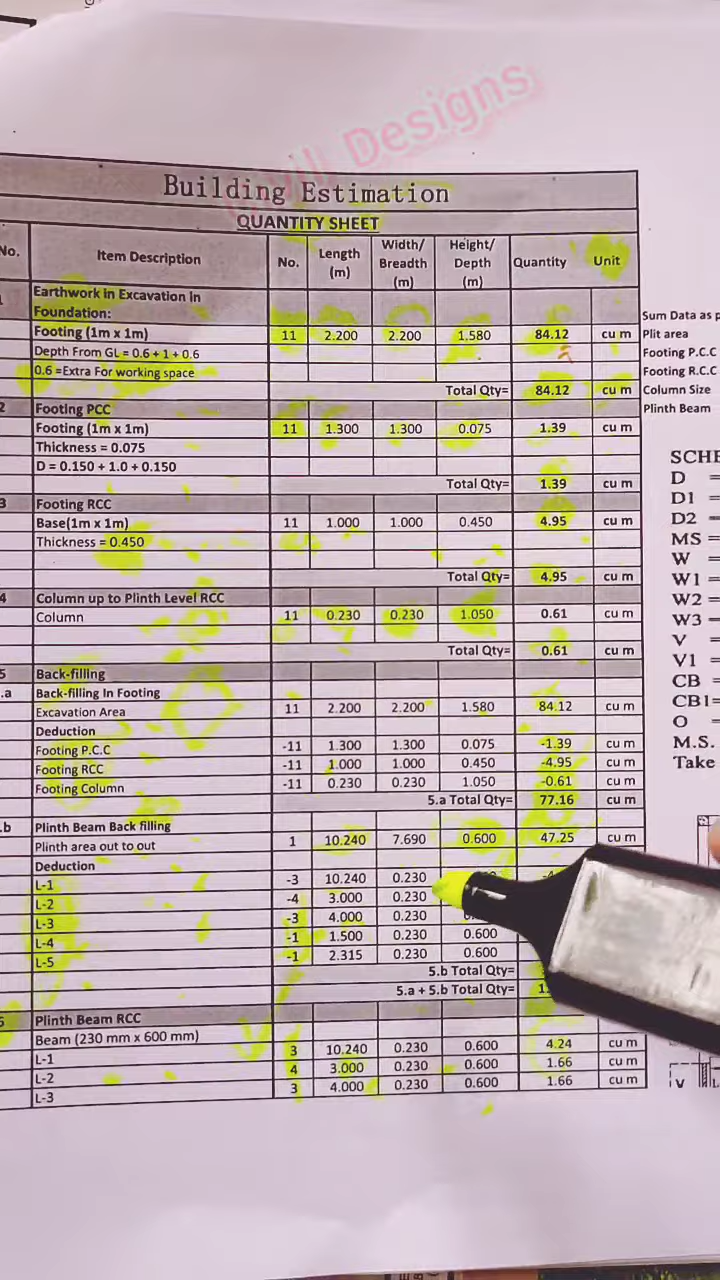 Civil Designs
Building Estimation
QUANTITY SHEET
No. Item Description No. Length (m) Width/ Breadth (m) Height/ Depth (m) Quantity Unit
Earthwork in Excavation in
Foundation:
Footing (1m x 1m) 11 2.200 2.200 1.580 84.12 cu m
Depth From GL = 0.6 + 1 + 0.6
0.6 =Extra For working space
Total Qty= 84.12 cu m
2 Footing PCC
Footing (1m x 1m) 11 1.300 1.300 0.075 1.39 cu m
Thickness = 0.075
D = 0.150 + 1.0 + 0.150
Total Qty= 1.39 cu m
3 Footing RCC
Base(1m x 1m) 11 1.000 1.000 0.450 4.95 cu m
Thickness = 0.450
Total Qty= 4.95 cu m
4 Column up to Plinth Level RCC
Column 11 0.230 0.230 1.050 0.61 cu m
Total Qty= 0.61 cu m
5 Back-filling
.a Back-filling In Footing
Excavation Area 11 2.200 2.200 1.580 84.12 cu m
Deduction
Footing P.C.C -11 1.300 1.300 0.075 -1.39 cu m
Footing RCC -11 1.000 1.000 0.450 -4.95 cu m
Footing Column -11 0.230 0.230 1.050 -0.61 cu m
5.a Total Qty= 77.16 cu m
.b Plinth Beam Back filling
Plinth area out to out 1 10.240 7.690 0.600 47.25 cu m
Deduction
L-1 -3 10.240 0.230
L-2 -4 3.000 0.230
L-3 -3 4.000 0.230
L-4 -1 1.500 0.230 0.600
L-5 -1 2.315 0.230 0.600
5.b Total Qty=
5.a + 5.b Total Qty=
Plinth Beam RCC
Beam (230 mm x 600 mm)
L-1 3 10.240 0.230 0.600 4.24 cu m
L-2 4 3.000 0.230 0.600 1.66 cu m
L-3 3 4.000 0.230 0.600 1.66 cu m
Sum Data as p
Plit area
Footing P.C.C
Footing R.C.C
Column Size
Plinth Beam
SCHE
D =
D1 =
D2 =
MS =
W =
W1 =
W2 =
W3 =
V =
V1 =
CB =
CB1=
O =
M.S.
Take
V